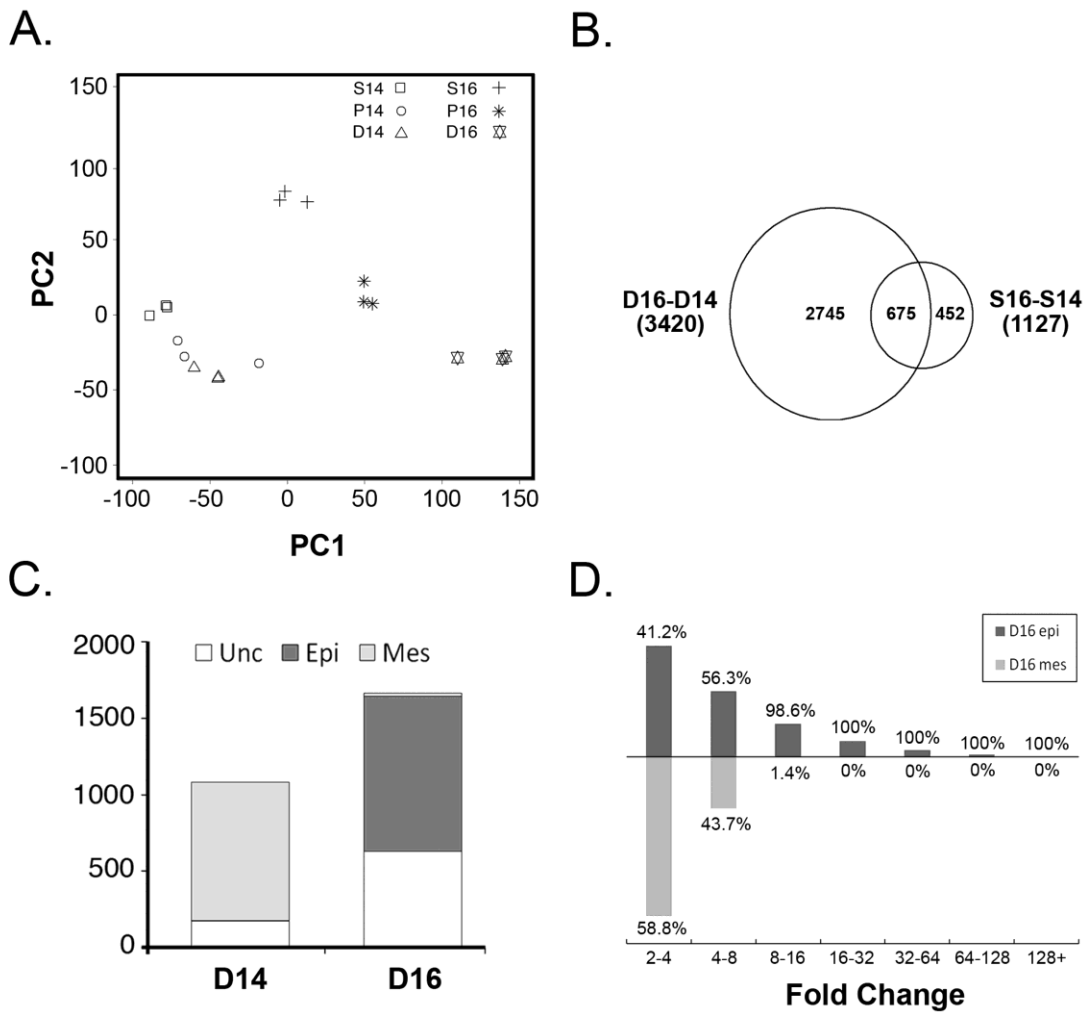 A.
150
100
50
0
-50
-100
-100 -50 0 50 100 150
PC2
PC1
S14 S16
P14 P16
D14 D16
B.
D16-D14
(3420)
2745 675 452
S16-S14
(1127)
C.
2000
1500
1000
500
0
Unc Epi Mes
D14 D16
D.
D16 epi
D16 mes
41.2%
56.3%
98.6%
100% 100% 100% 100%
1.4% 0% 0% 0% 0%
43.7%
58.8%
2-4 4-8 8-16 16-32 32-64 64-128 128+
Fold Change